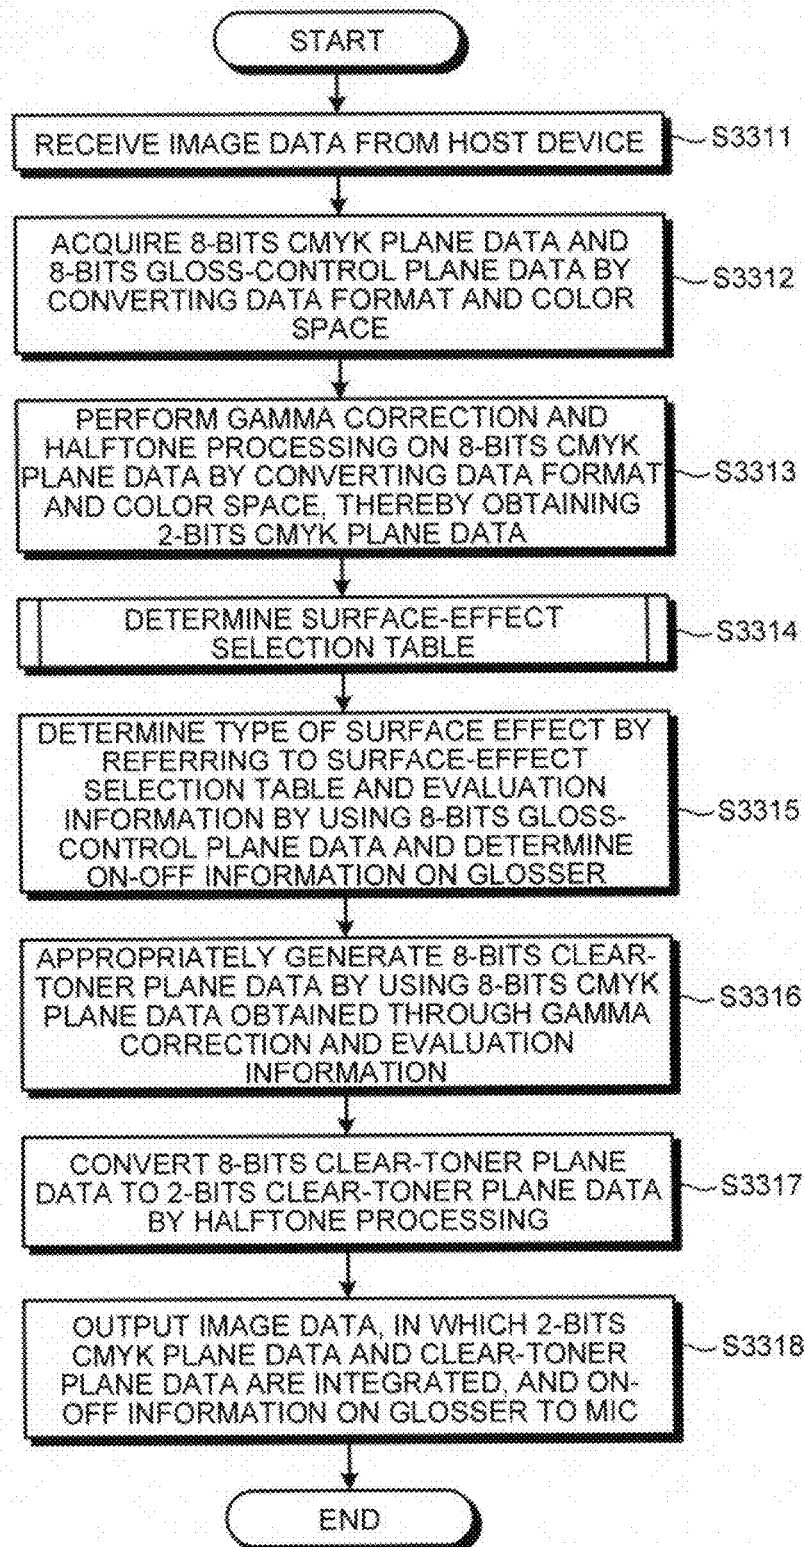 START
RECEIVE IMAGE DATA FROM HOST DEVICE
S3311
ACQUIRE 8-BITS CMYK PLANE DATA AND
8-BITS GLOSS-CONTROL PLANE DATA BY
CONVERTING DATA FORMAT AND COLOR
SPACE
S3312
PERFORM GAMMA CORRECTION AND
HALFTONE PROCESSING ON 8-BITS CMYK
PLANE DATA BY CONVERTING DATA FORMAT
AND COLOR SPACE, THEREBY OBTAINING
2-BITS CMYK PLANE DATA
S3313
DETERMINE SURFACE-EFFECT
SELECTION TABLE
S3314
DETERMINE TYPE OF SURFACE EFFECT BY
REFERRING TO SURFACE-EFFECT
SELECTION TABLE AND EVALUATION
INFORMATION BY USING 8-BITS GLOSS-
CONTROL PLANE DATA AND DETERMINE
ON-OFF INFORMATION ON GLOSSER
S3315
APPROPRIATELY GENERATE 8-BITS CLEAR-
TONER PLANE DATA BY USING 8-BITS CMYK
PLANE DATA OBTAINED THROUGH GAMMA
CORRECTION AND EVALUATION
INFORMATION
S3316
CONVERT 8-BITS CLEAR-TONER PLANE
DATA TO 2-BITS CLEAR-TONER PLANE DATA
BY HALFTONE PROCESSING
S3317
OUTPUT IMAGE DATA, IN WHICH 2-BITS
CMYK PLANE DATA AND CLEAR-TONER
PLANE DATA ARE INTEGRATED, AND ON-
OFF INFORMATION ON GLOSSER TO MIC
S3318
END